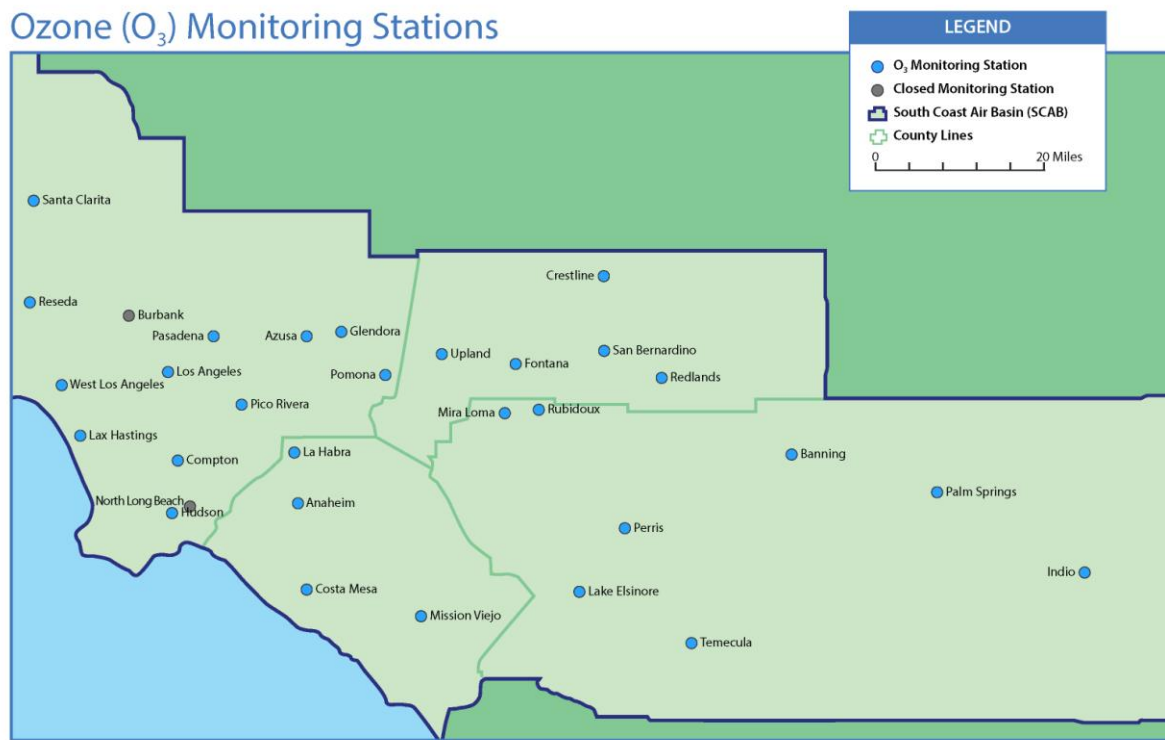 Ozone (O₃) Monitoring Stations
LEGEND
O₃ Monitoring Station
Closed Monitoring Station
South Coast Air Basin (SCAB)
County Lines
0 20 Miles
Santa Clarita
Crestline
Reseda
Burbank
Pasadena
Azusa
Glendora
Upland
San Bernardino
Fontana
Los Angeles
Pomona
Redlands
West Los Angeles
Pico Rivera
Mira Loma
Rubidoux
Lax Hastings
La Habra
Banning
Compton
Palm Springs
North Long Beach
Anaheim
Hudson
Perris
Indio
Costa Mesa
Lake Elsinore
Mission Viejo
Temecula